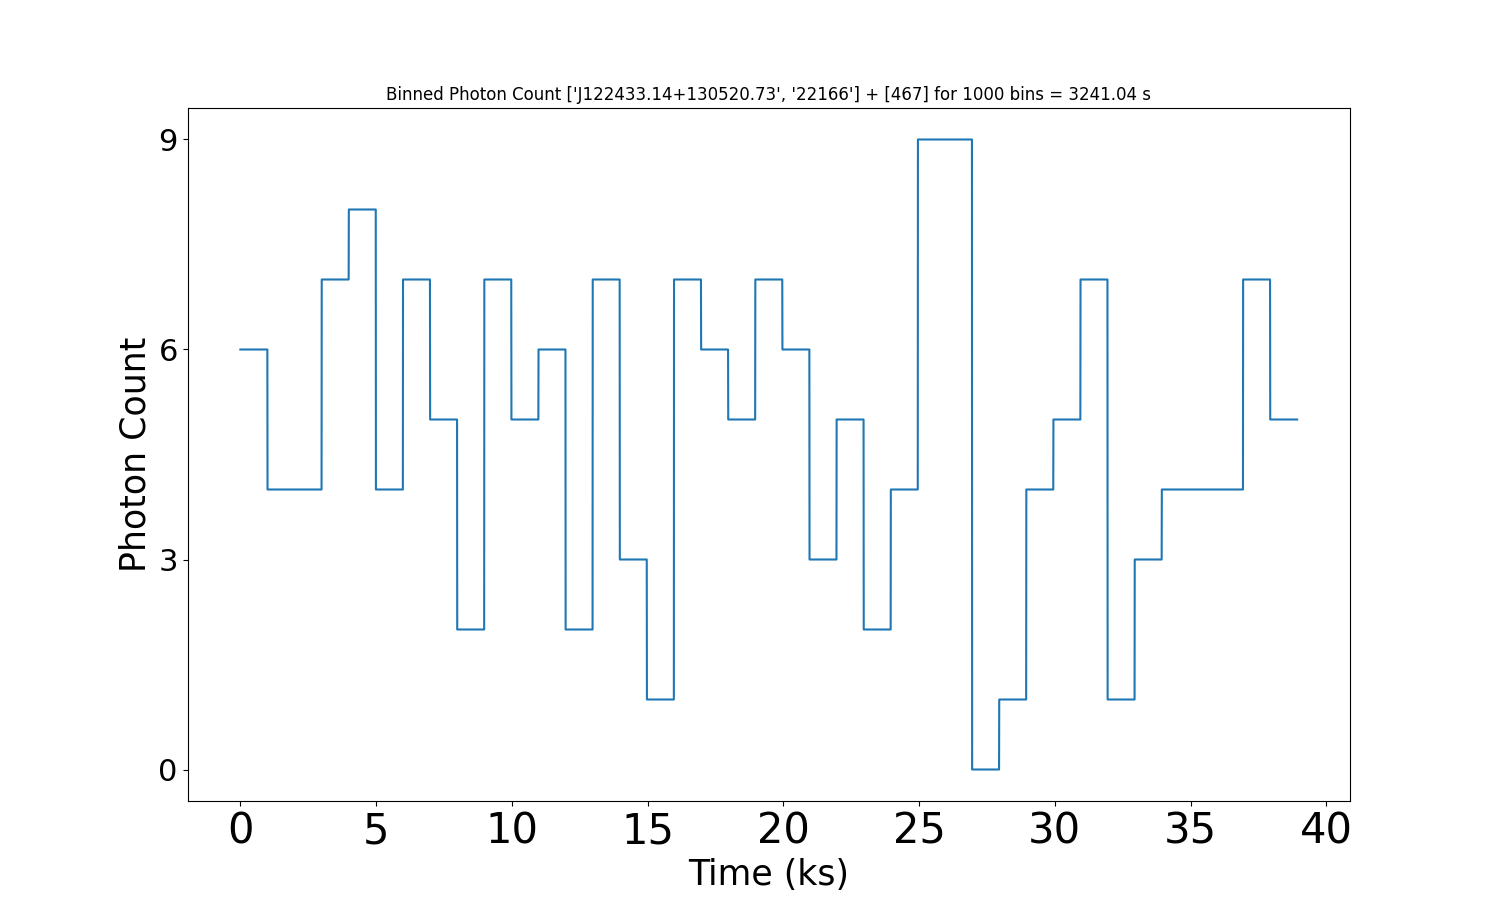 Binned Photon Count ['J122433.14+130520.73', '22166'] + [467] for 1000 bins = 3241.04 s
9
6
3
0
Photon Count
0 5 10 15 20 25 30 35 40
Time (ks)